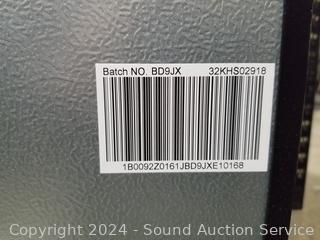 Batch NO. BD9JX 32KHS02918
1B0092Z0161JBD9JXE10168
Copyright 2024 - Sound Auction Service